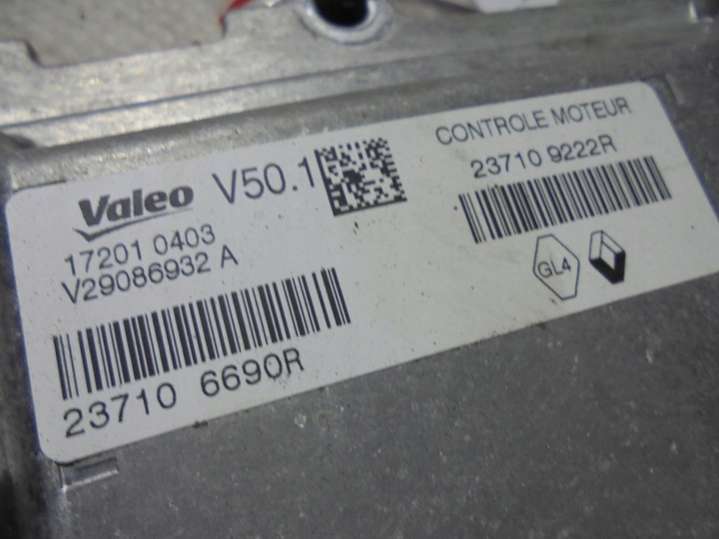 Valeo V50.1
17201 0403
V29086932 A
23710 6690R
CONTROLE MOTEUR
23710 9222R
GL4